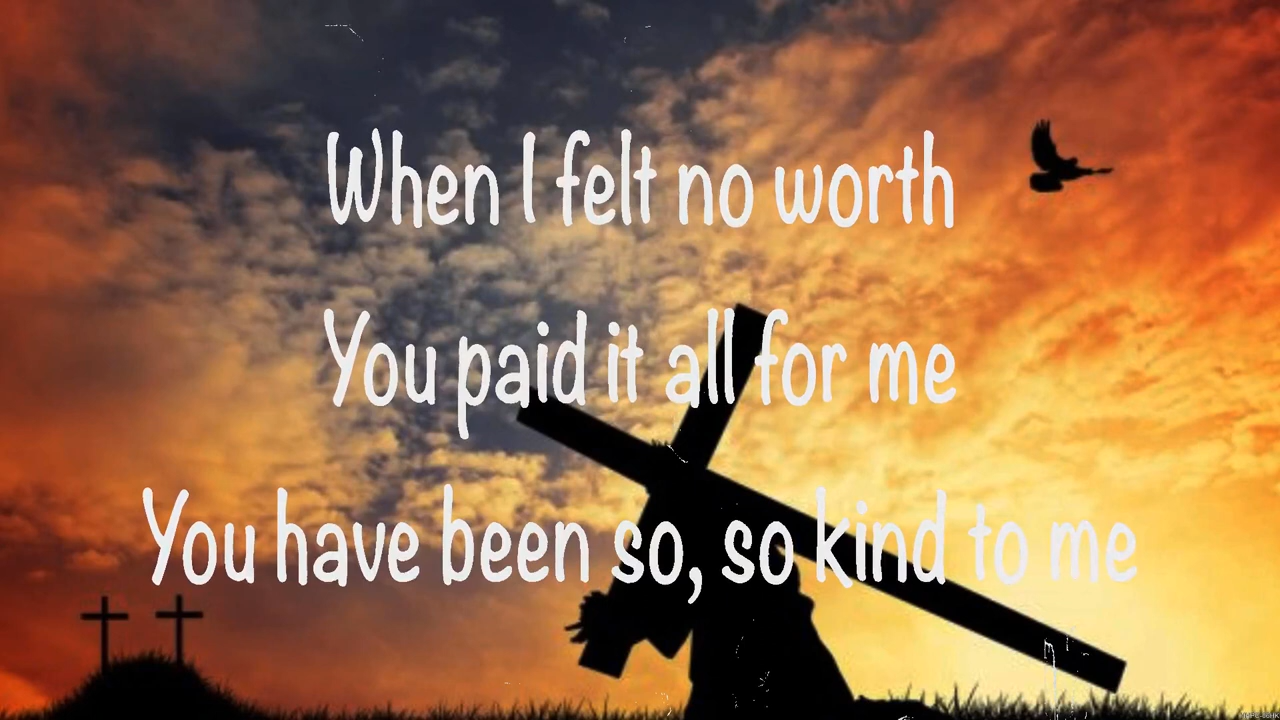 When I felt no worth
You paid it all for me
You have been so, so kind to me